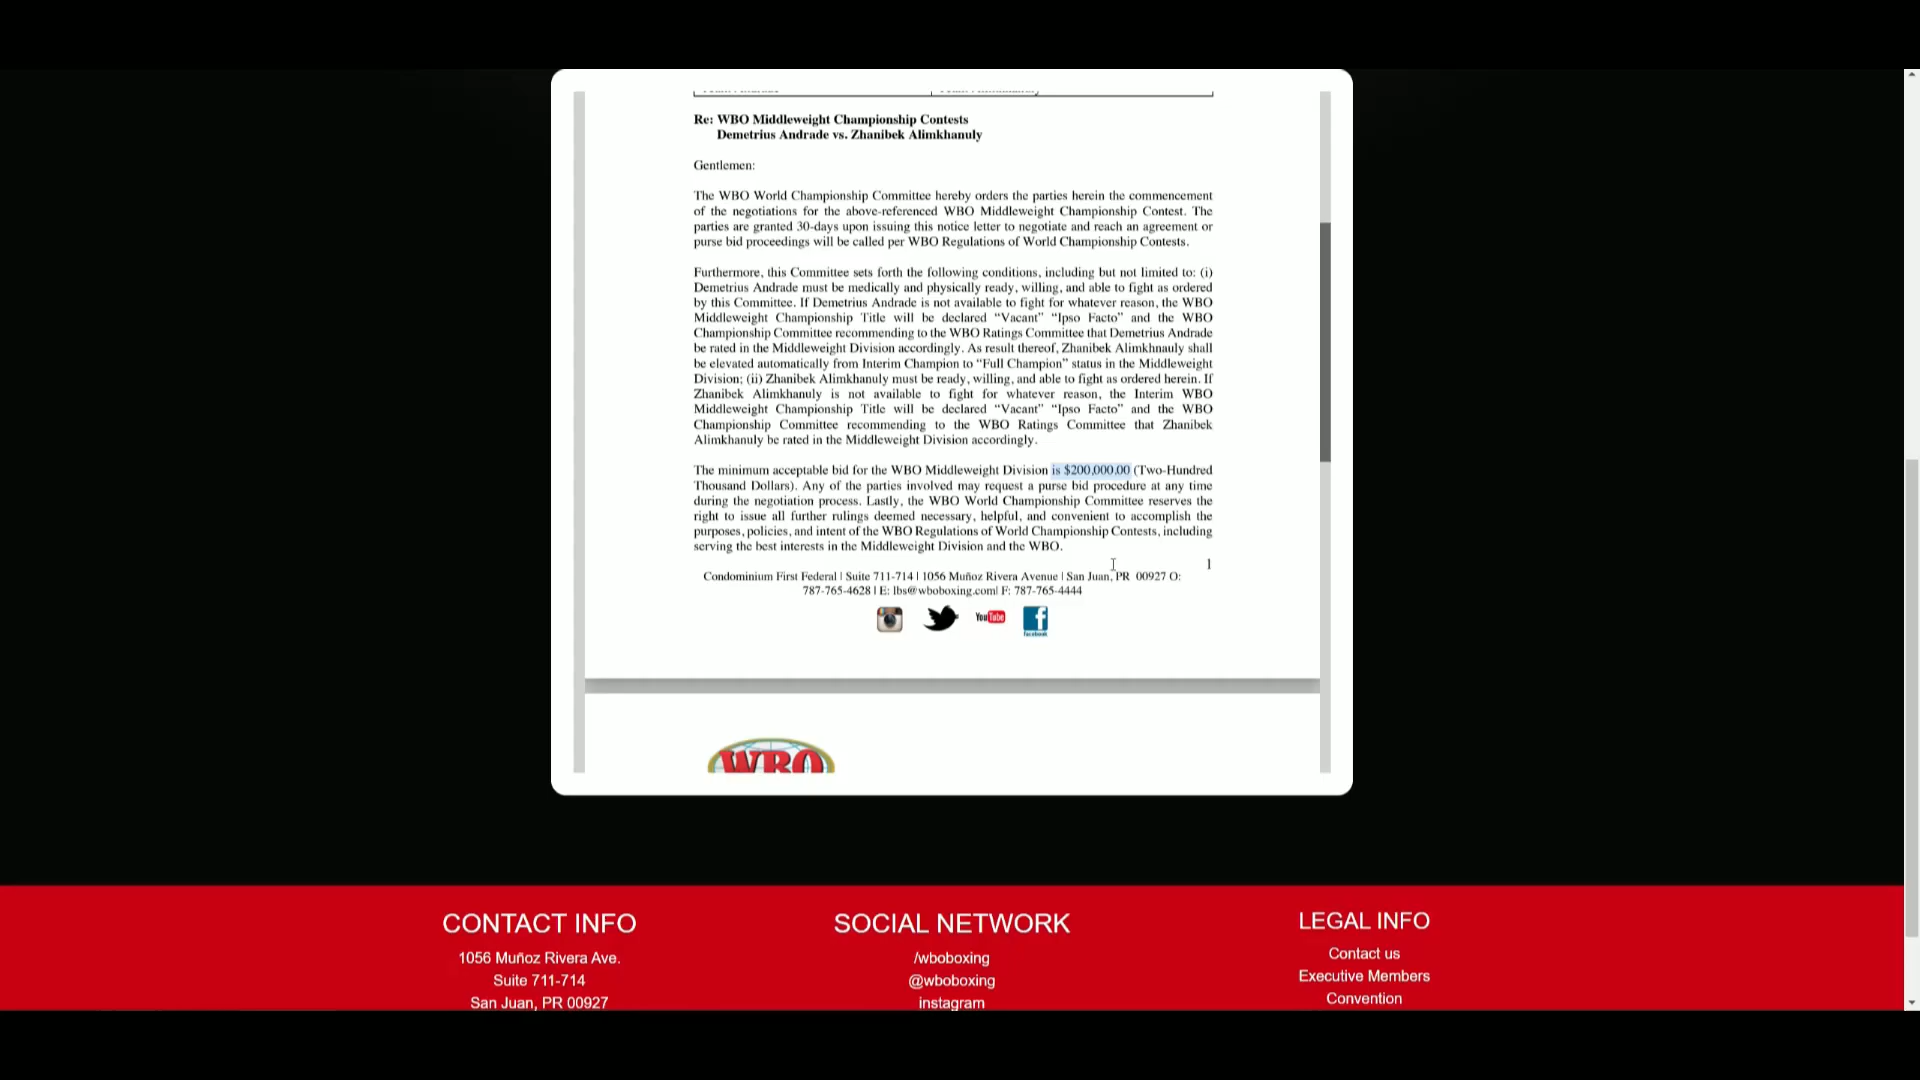 Re: WBO Middleweight Championship Contests
Demetrius Andrade vs. Zhanibek Alimkhanuly
Gentlemen:
The WBO World Championship Committee hereby orders the parties herein the commencement
of the negotiations for the above-referenced WBO Middleweight Championship Contest. The
parties are granted 30-days upon issuing this notice letter to negotiate and reach an agreement or
purse bid proceedings will be called per WBO Regulations of World Championship Contests.
Furthermore, this Committee sets forth the following conditions, including but not limited to: (i)
Demetrius Andrade must be medically and physically ready, willing, and able to fight as ordered
by this Committee. If Demetrius Andrade is not available to fight for whatever reason, the WBO
Middleweight Championship Title will be declared “Vacant” “Ipso Facto” and the WBO
Championship Committee recommending to the WBO Ratings Committee that Demetrius Andrade
be rated in the Middleweight Division accordingly. As result thereof, Zhanibek Alimkhnauly shall
be elevated automatically from Interim Champion to “Full Champion” status in the Middleweight
Division; (ii) Zhanibek Alimkhanuly must be ready, willing, and able to fight as ordered herein. If
Zhanibek Alimkhanuly is not available to fight for whatever reason, the Interim WBO
Middleweight Championship Title will be declared “Vacant” “Ipso Facto” and the WBO
Championship Committee recommending to the WBO Ratings Committee that Zhanibek
Alimkhanuly be rated in the Middleweight Division accordingly.
The minimum acceptable bid for the WBO Middleweight Division is $200,000.00 (Two-Hundred
Thousand Dollars). Any of the parties involved may request a purse bid procedure at any time
during the negotiation process. Lastly, the WBO World Championship Committee reserves the
right to issue all further rulings deemed necessary, helpful, and convenient to accomplish the
purposes, policies, and intent of the WBO Regulations of World Championship Contests, including
serving the best interests in the Middleweight Division and the WBO.
1
Condominium First Federal | Suite 711-714 | 1056 Muñoz Rivera Avenue | San Juan, PR 00927 O:
787-765-4628 | E: lbs@wboboxing.com| F: 787-765-4444
YouTube
facebook
WBO
CONTACT INFO
1056 Muñoz Rivera Ave.
Suite 711-714
San Juan, PR 00927
SOCIAL NETWORK
/wboboxing
@wboboxing
instagram
LEGAL INFO
Contact us
Executive Members
Convention